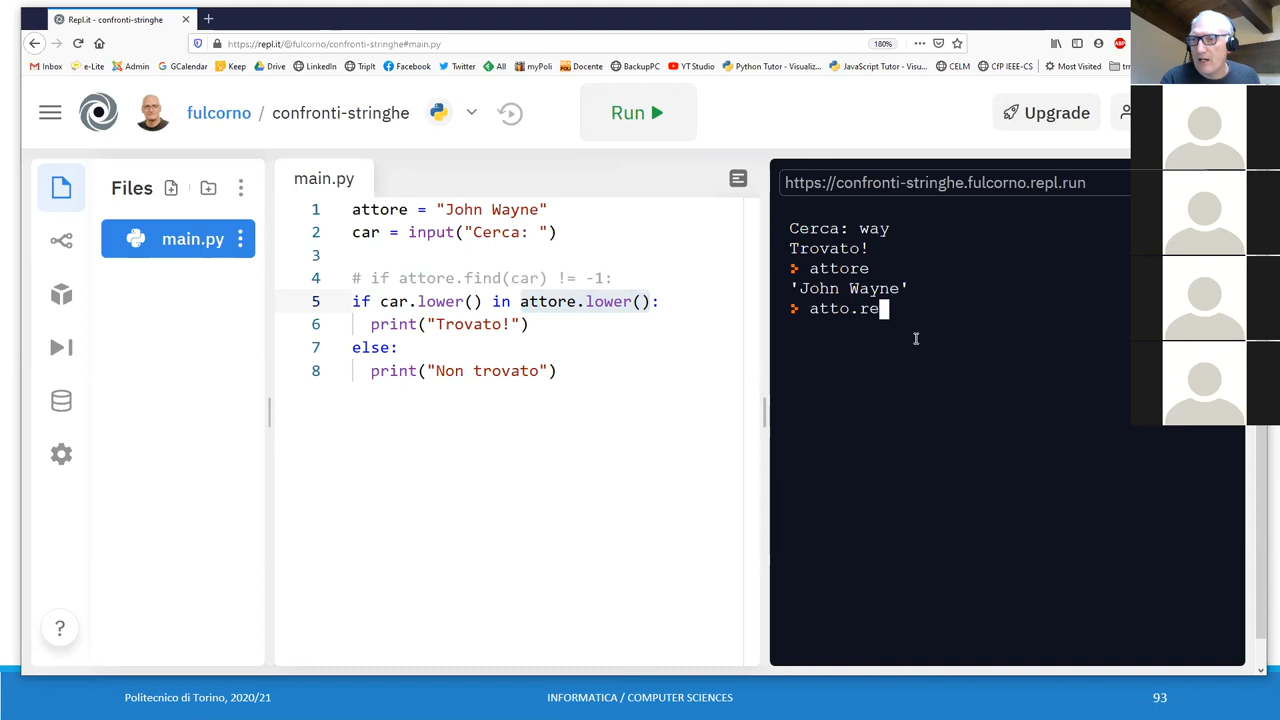 Repl.it - confronti-stringhe
https://repl.it/@fulcorno/confronti-stringhe#main.py
180%
Inbox e-Lite Admin GCalendar Keep Drive LinkedIn TripIt Facebook Twitter All myPoli Docente BackupPC YT Studio Python Tutor - Visualiz... JavaScript Tutor - Visu... CELM CfP IEEE-CS Most Visited
fulcorno / confronti-stringhe
Run
Upgrade
Files
main.py
main.py
1 attore = "John Wayne"
2 car = input("Cerca: ")
3
4 # if attore.find(car) != -1:
5 if car.lower() in attore.lower():
6 print("Trovato!")
7 else:
8 print("Non trovato")
?
https://confronti-stringhe.fulcorno.repl.run
Cerca: way
Trovato!
> attore
'John Wayne'
> atto.re
Politecnico di Torino, 2020/21
INFORMATICA / COMPUTER SCIENCES
93